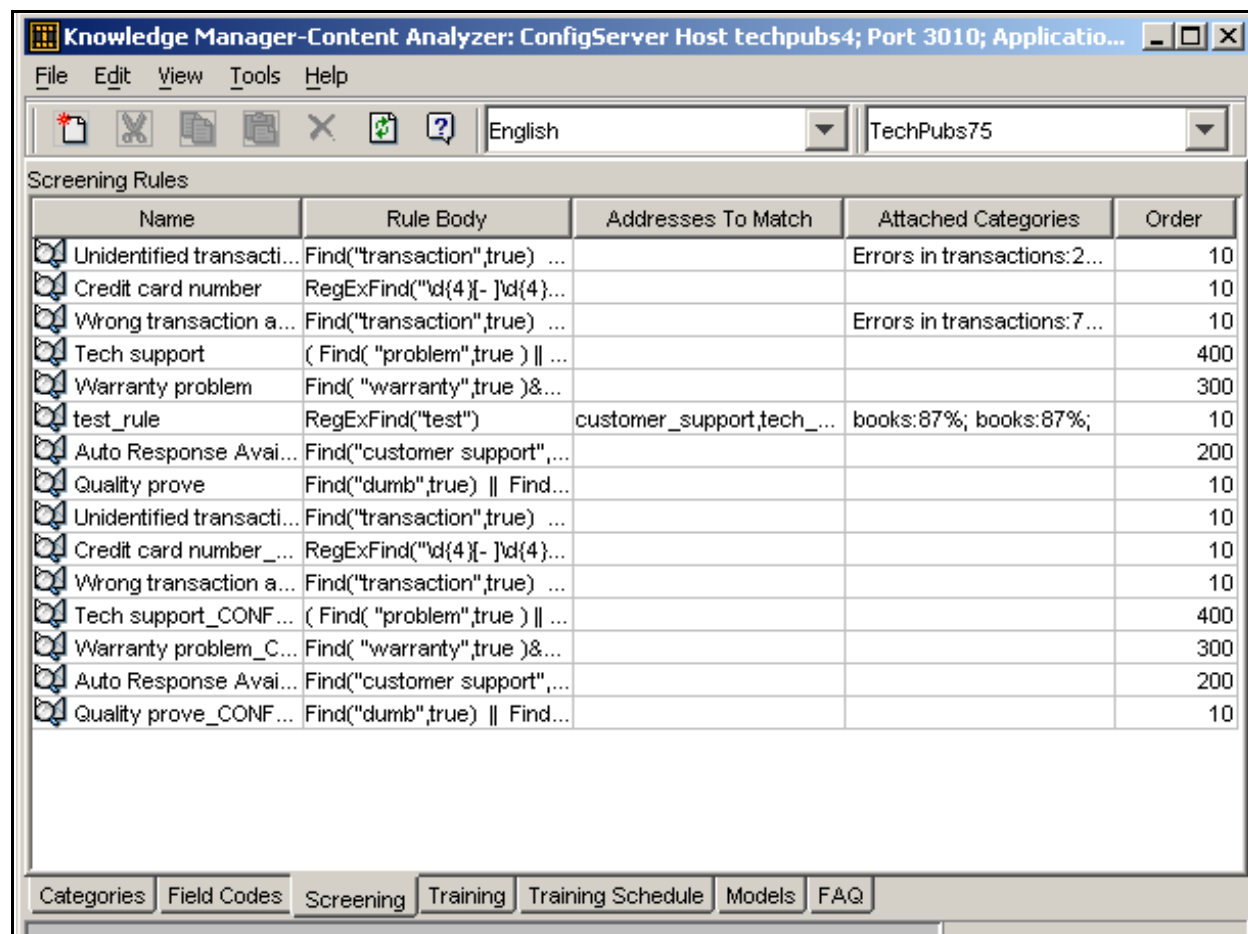 Knowledge Manager-Content Analyzer: ConfigServer Host techpubs4; Port 3010; Applicatio...
File Edit View Tools Help
English TechPubs75
Screening Rules
Name Rule Body Addresses To Match Attached Categories Order
Unidentified transacti... Find("transaction",true) ... Errors in transactions:2... 10
Credit card number RegExFind("\d{4}[- ]\d{4}... 10
Wrong transaction a... Find("transaction",true) ... Errors in transactions:7... 10
Tech support ( Find( "problem",true ) || ... 400
Warranty problem Find( "warranty",true )&... 300
test_rule RegExFind("test") customer_support,tech_... books:87%; books:87%; 10
Auto Response Avai... Find("customer support",... 200
Quality prove Find("dumb",true) || Find... 10
Unidentified transacti... Find("transaction",true) ... 10
Credit card number_... RegExFind("\d{4}[- ]\d{4}... 10
Wrong transaction a... Find("transaction",true) ... 10
Tech support_CONF... ( Find( "problem",true ) || ... 400
Warranty problem_C... Find( "warranty",true )&... 300
Auto Response Avai... Find("customer support",... 200
Quality prove_CONF... Find("dumb",true) || Find... 10
Categories Field Codes Screening Training Training Schedule Models FAQ